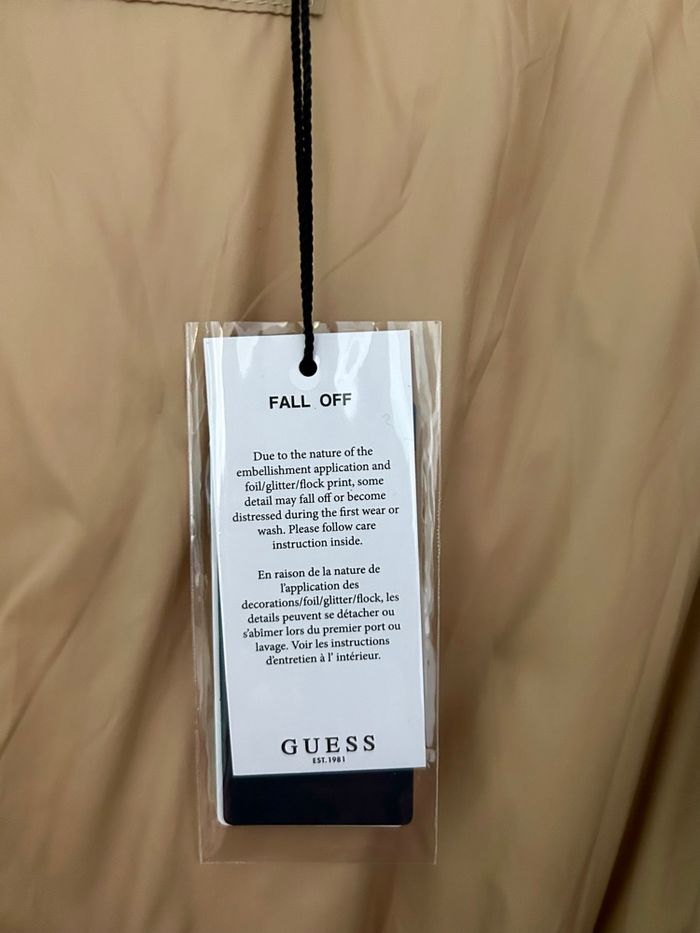 FALL OFF
Due to the nature of the
embellishment application and
foil/glitter/flock print, some
detail may fall off or become
distressed during the first wear or
wash. Please follow care
instruction inside.
En raison de la nature de
l'application des
decorations/foil/glitter/flock, les
details peuvent se détacher ou
s'abîmer lors du premier port ou
lavage. Voir les instructions
d'entretien à l' intérieur.
GUESS
EST. 1981